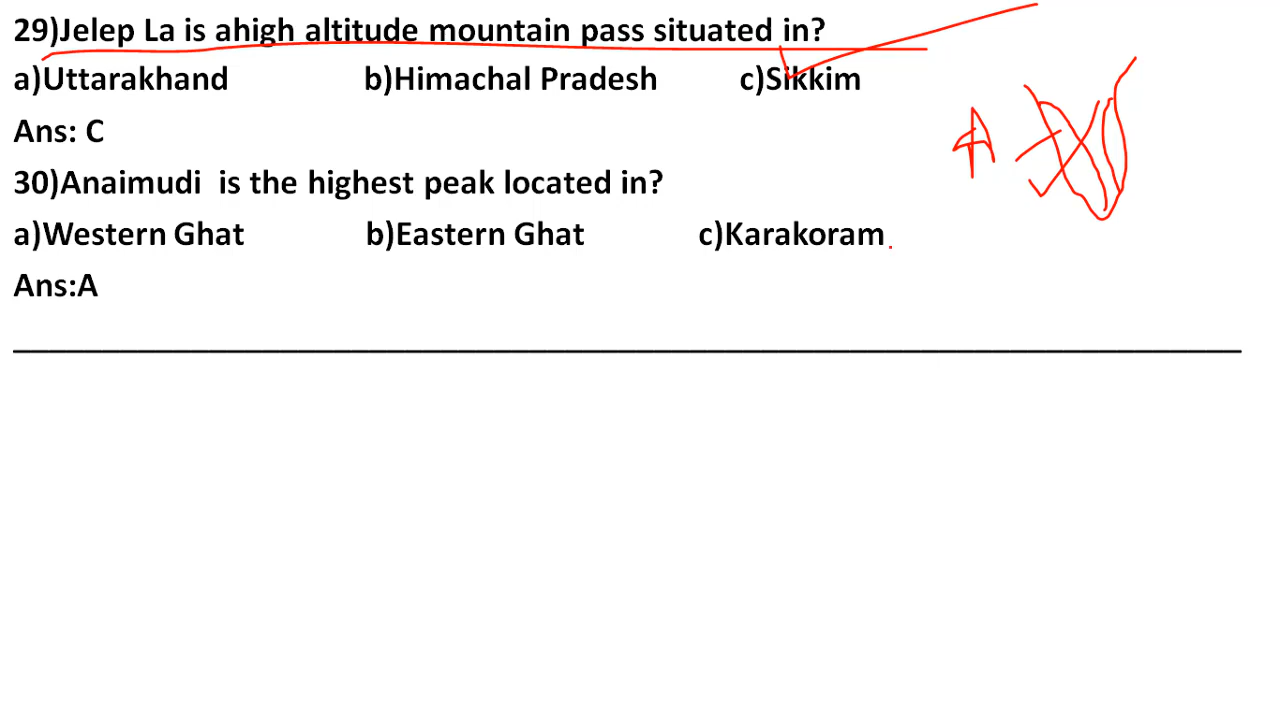 29)Jelep La is ahigh altitude mountain pass situated in?
a)Uttarakhand b)Himachal Pradesh c)Sikkim
Ans: C
30)Anaimudi is the highest peak located in?
a)Western Ghat b)Eastern Ghat c)Karakoram.
Ans:A